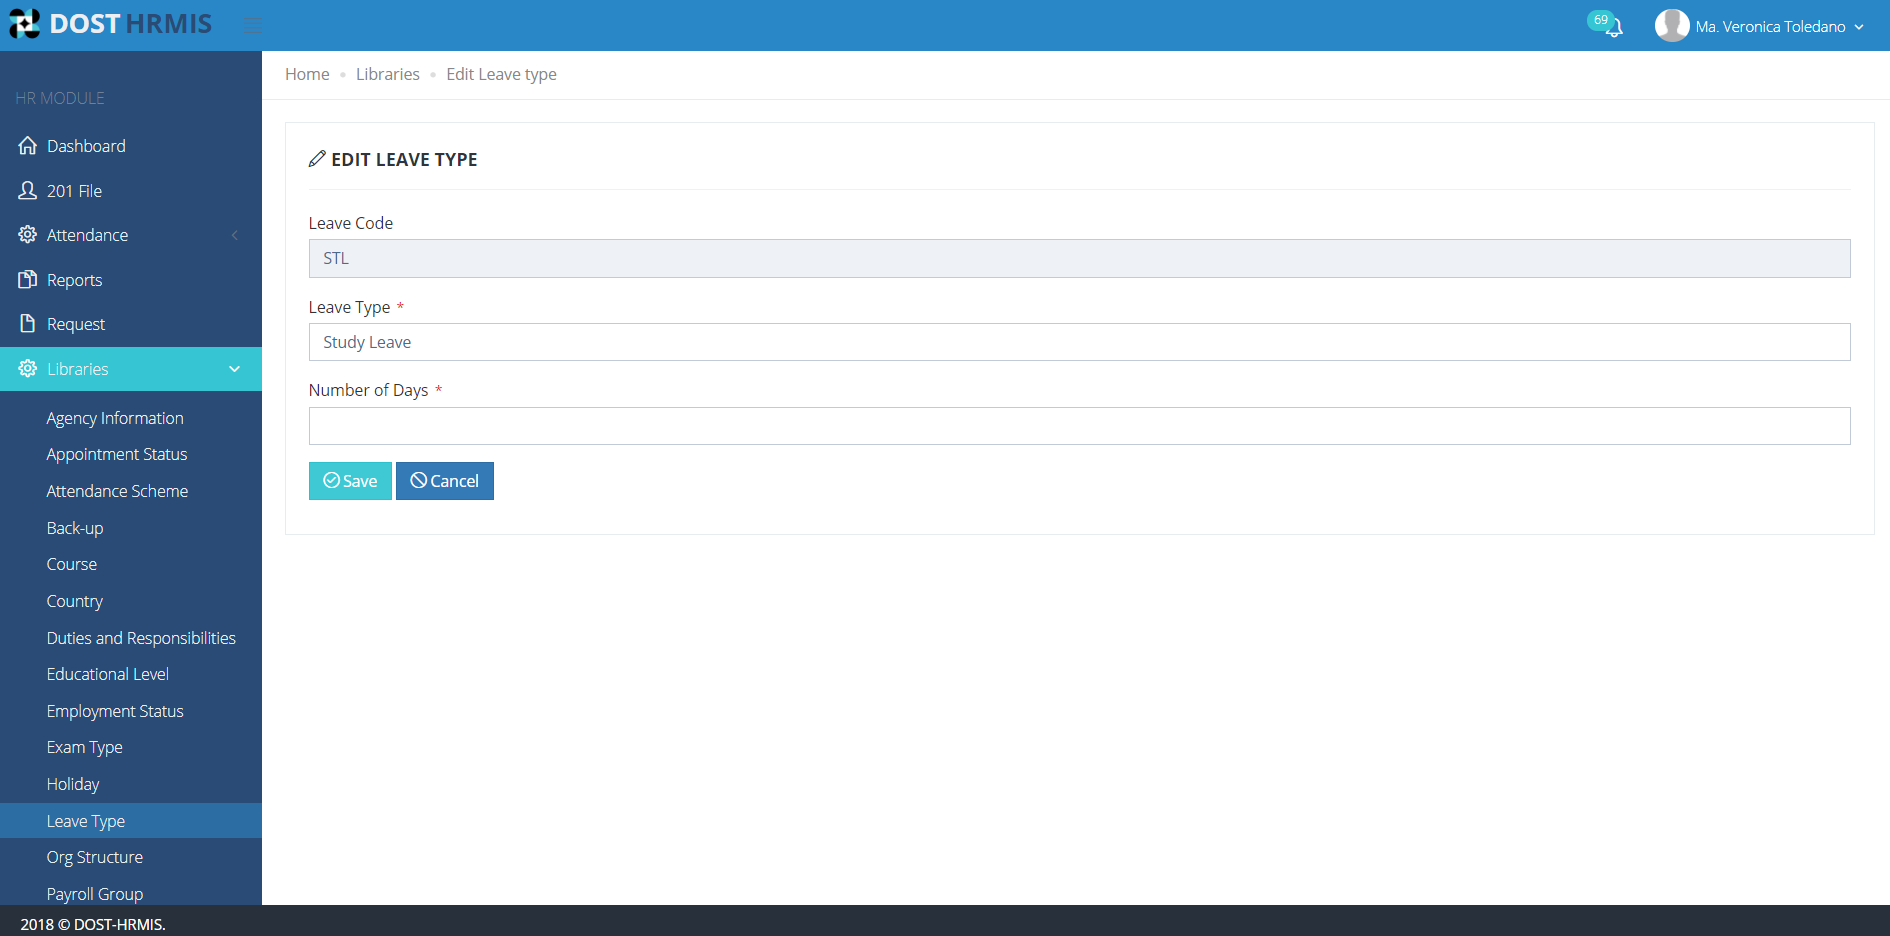 DOST HRMIS
69
Ma. Veronica Toledano
HR MODULE
Dashboard
201 File
Attendance
Reports
Request
Libraries
Agency Information
Appointment Status
Attendance Scheme
Back-up
Course
Country
Duties and Responsibilities
Educational Level
Employment Status
Exam Type
Holiday
Leave Type
Org Structure
Payroll Group
Home • Libraries • Edit Leave type
EDIT LEAVE TYPE
Leave Code
STL
Leave Type *
Study Leave
Number of Days *
Save Cancel
2018 © DOST-HRMIS.